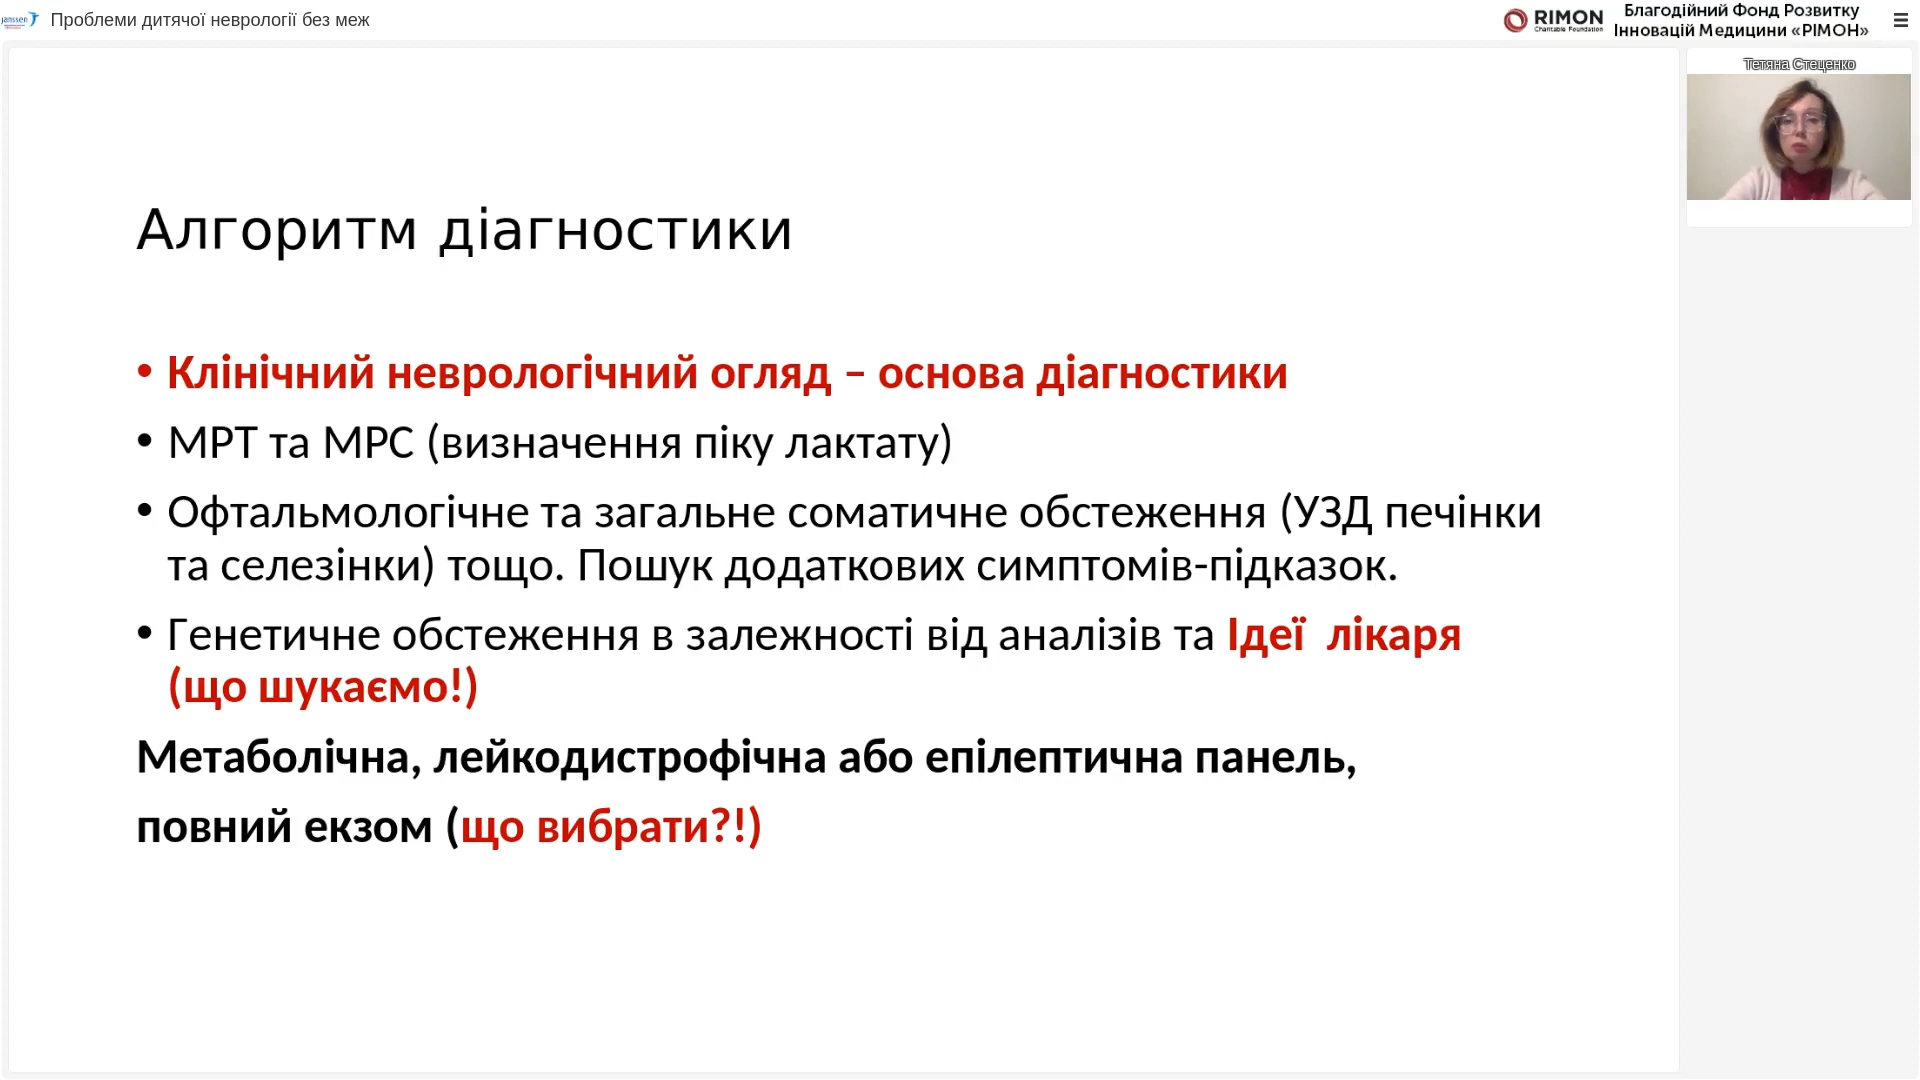 janssen
Проблеми дитячої неврології без меж
RIMON
Charitable Foundation
Благодійний Фонд Розвитку
Інновацій Медицини «РІМОН»
Тетяна Стеценко
Алгоритм діагностики
• Клінічний неврологічний огляд – основа діагностики
• МРТ та МРС (визначення піку лактату)
• Офтальмологічне та загальне соматичне обстеження (УЗД печінки
та селезінки) тощо. Пошук додаткових симптомів-підказок.
• Генетичне обстеження в залежності від аналізів та Ідеї  лікаря
(що шукаємо!)
Метаболічна, лейкодистрофічна або епілептична панель,
повний екзом (що вибрати?!)